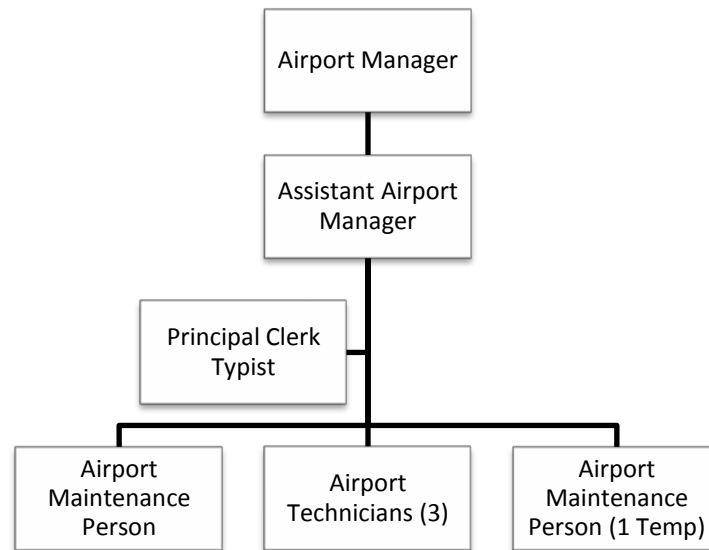 Airport Manager
Assistant Airport
Manager
Principal Clerk
Typist
Airport
Maintenance
Person
Airport
Technicians (3)
Airport
Maintenance
Person (1 Temp)